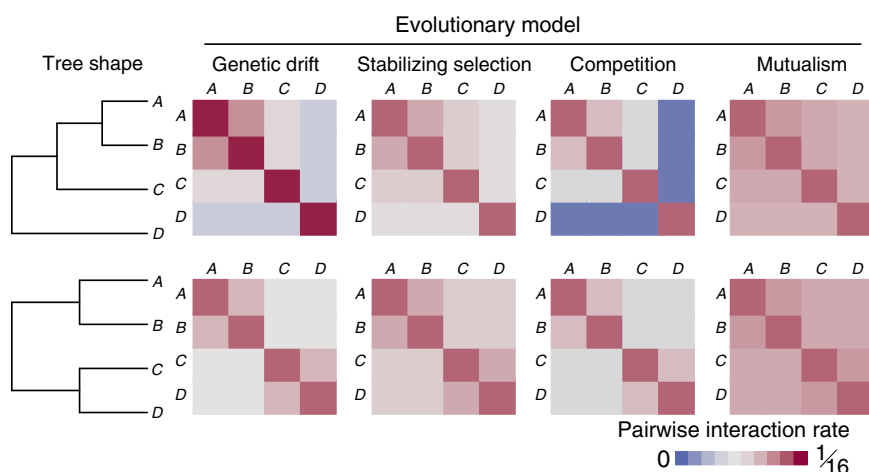 Evolutionary model
Tree shape Genetic drift Stabilizing selection Competition Mutualism
A B C D A B C D A B C D A B C D
A A A A A
B B B B B
C C C C C
D D D D D
A B C D A B C D A B C D A B C D
A A A A A
B B B B B
C C C C C
D D D D D
Pairwise interaction rate
0 1/16